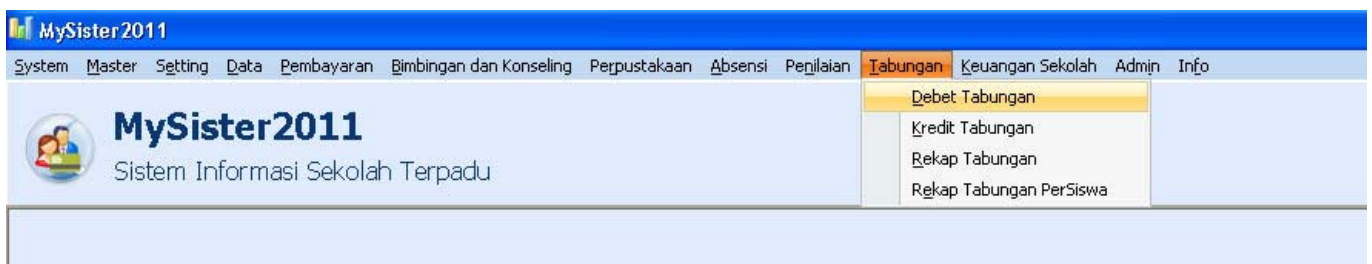 MySister2011
System Master Setting Data Pembayaran Bimbingan dan Konseling Perpustakaan Absensi Penilaian Tabungan Keuangan Sekolah Admin Info
Debet Tabungan
Kredit Tabungan
Rekap Tabungan
Rekap Tabungan PerSiswa
MySister2011
Sistem Informasi Sekolah Terpadu